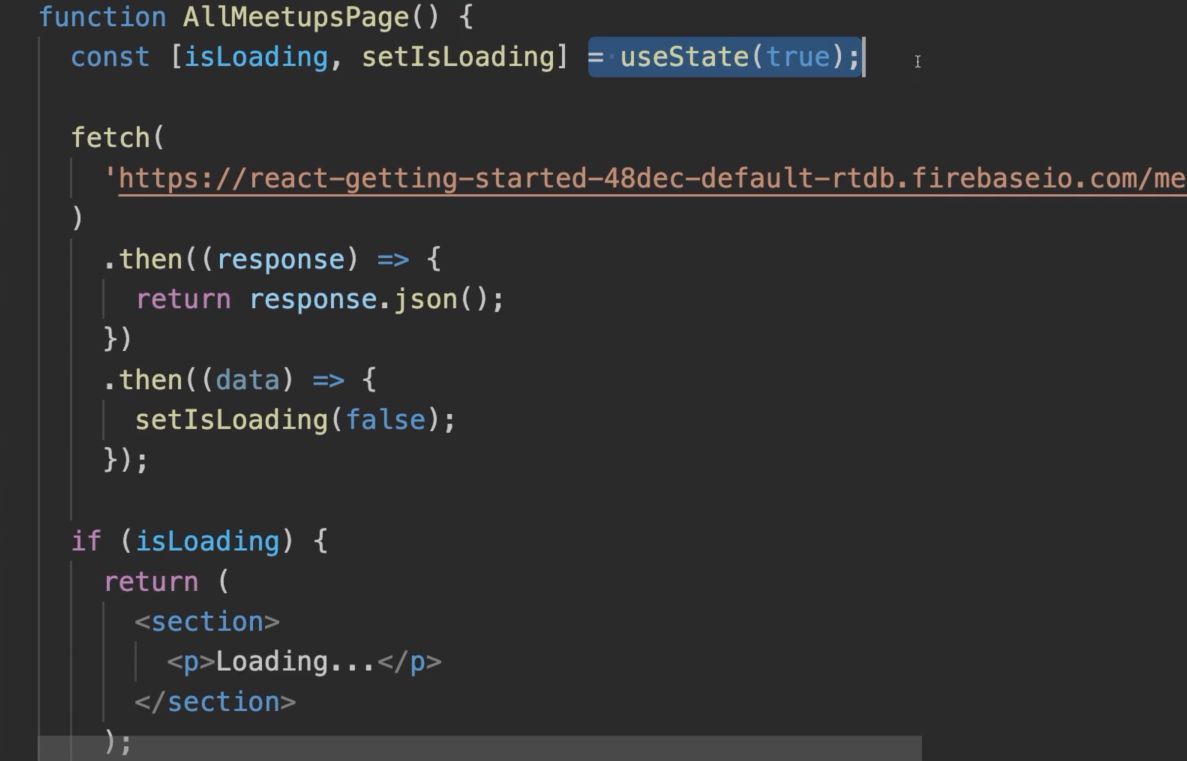 function AllMeetupsPage() {
  const [isLoading, setIsLoading] = useState(true);
  fetch(
    'https://react-getting-started-48dec-default-rtdb.firebaseio.com/me
  )
    .then((response) => {
      return response.json();
    })
    .then((data) => {
      setIsLoading(false);
    });
  if (isLoading) {
    return (
      <section>
        <p>Loading...</p>
      </section>
    );